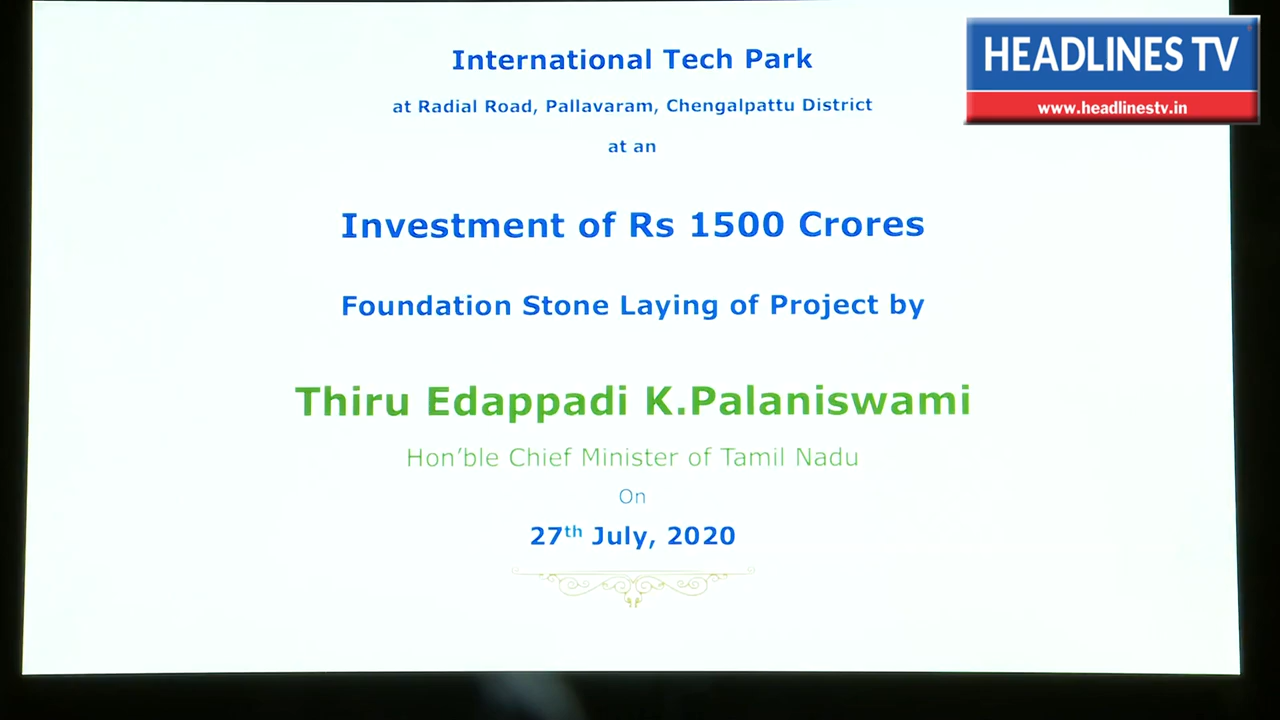 International Tech Park
at Radial Road, Pallavaram, Chengalpattu District
at an
Investment of Rs 1500 Crores
Foundation Stone Laying of Project by
Thiru Edappadi K.Palaniswami
Hon’ble Chief Minister of Tamil Nadu
On
27th July, 2020
HEADLINES TV
www.headlinestv.in